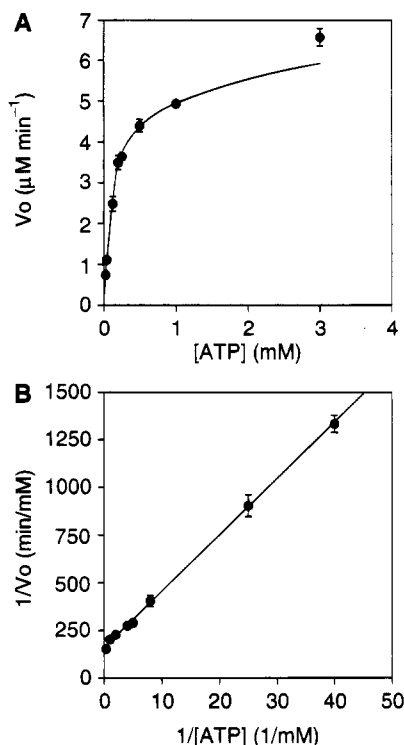 A
Vo (μM min⁻¹)
7
6
5
4
3
2
1
0
0 1 2 3 4
[ATP] (mM)
B
1/Vo (min/mM)
1500
1250
1000
750
500
250
0
0 10 20 30 40 50
1/[ATP] (1/mM)